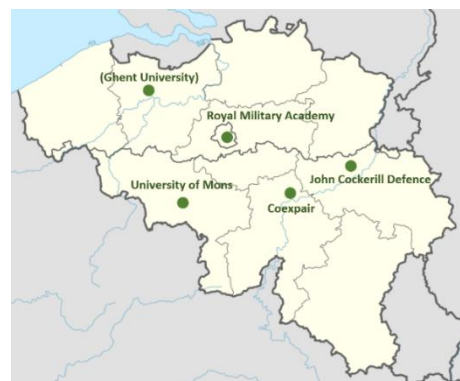 (Ghent University)
Royal Military Academy
University of Mons
John Cockerill Defence
Coexpair